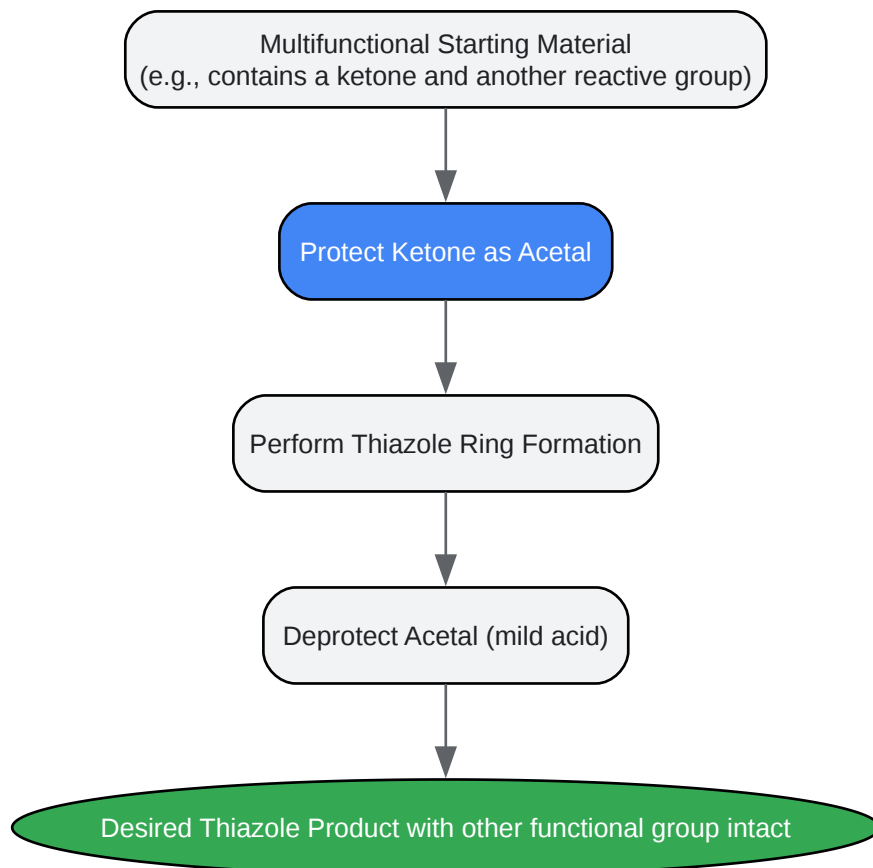 Multifunctional Starting Material
(e.g., contains a ketone and another reactive group)
Protect Ketone as Acetal
Perform Thiazole Ring Formation
Deprotect Acetal (mild acid)
Desired Thiazole Product with other functional group intact